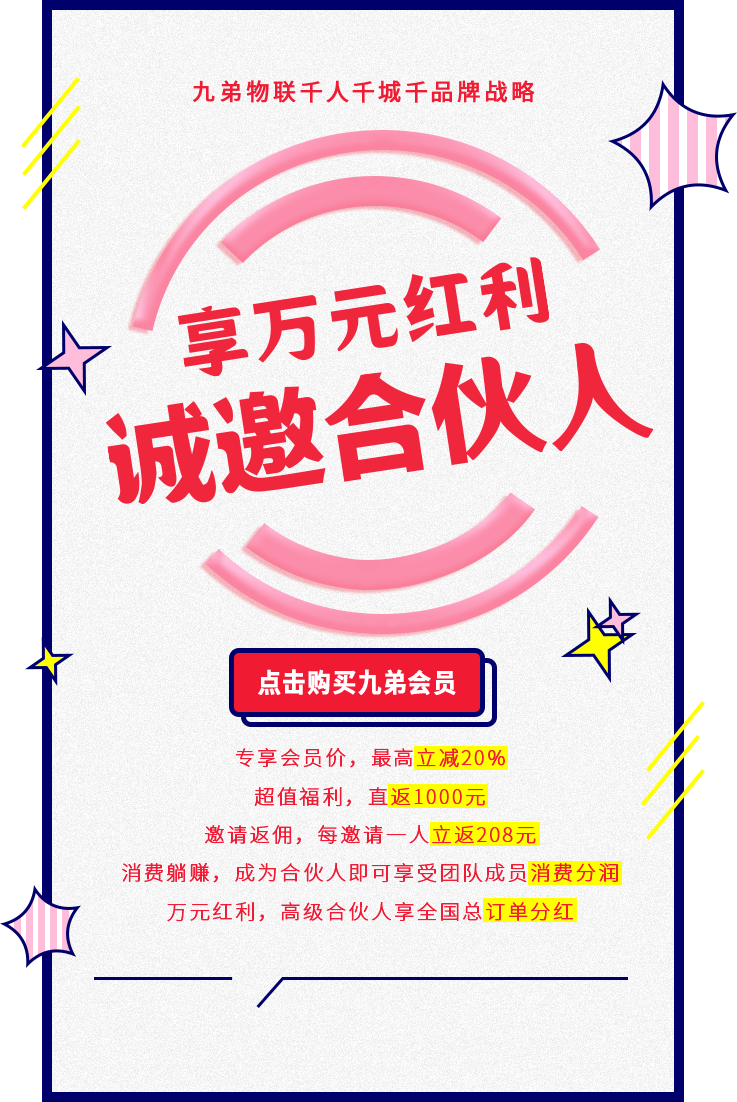 九弟物联千人千城千品牌战略
享万元红利
诚邀合伙人
点击购买九弟会员
专享会员价，最高立减20%
超值福利，直返1000元
邀请返佣，每邀请一人立返208元
消费躺赚，成为合伙人即可享受团队成员消费分润
万元红利，高级合伙人享全国总订单分红